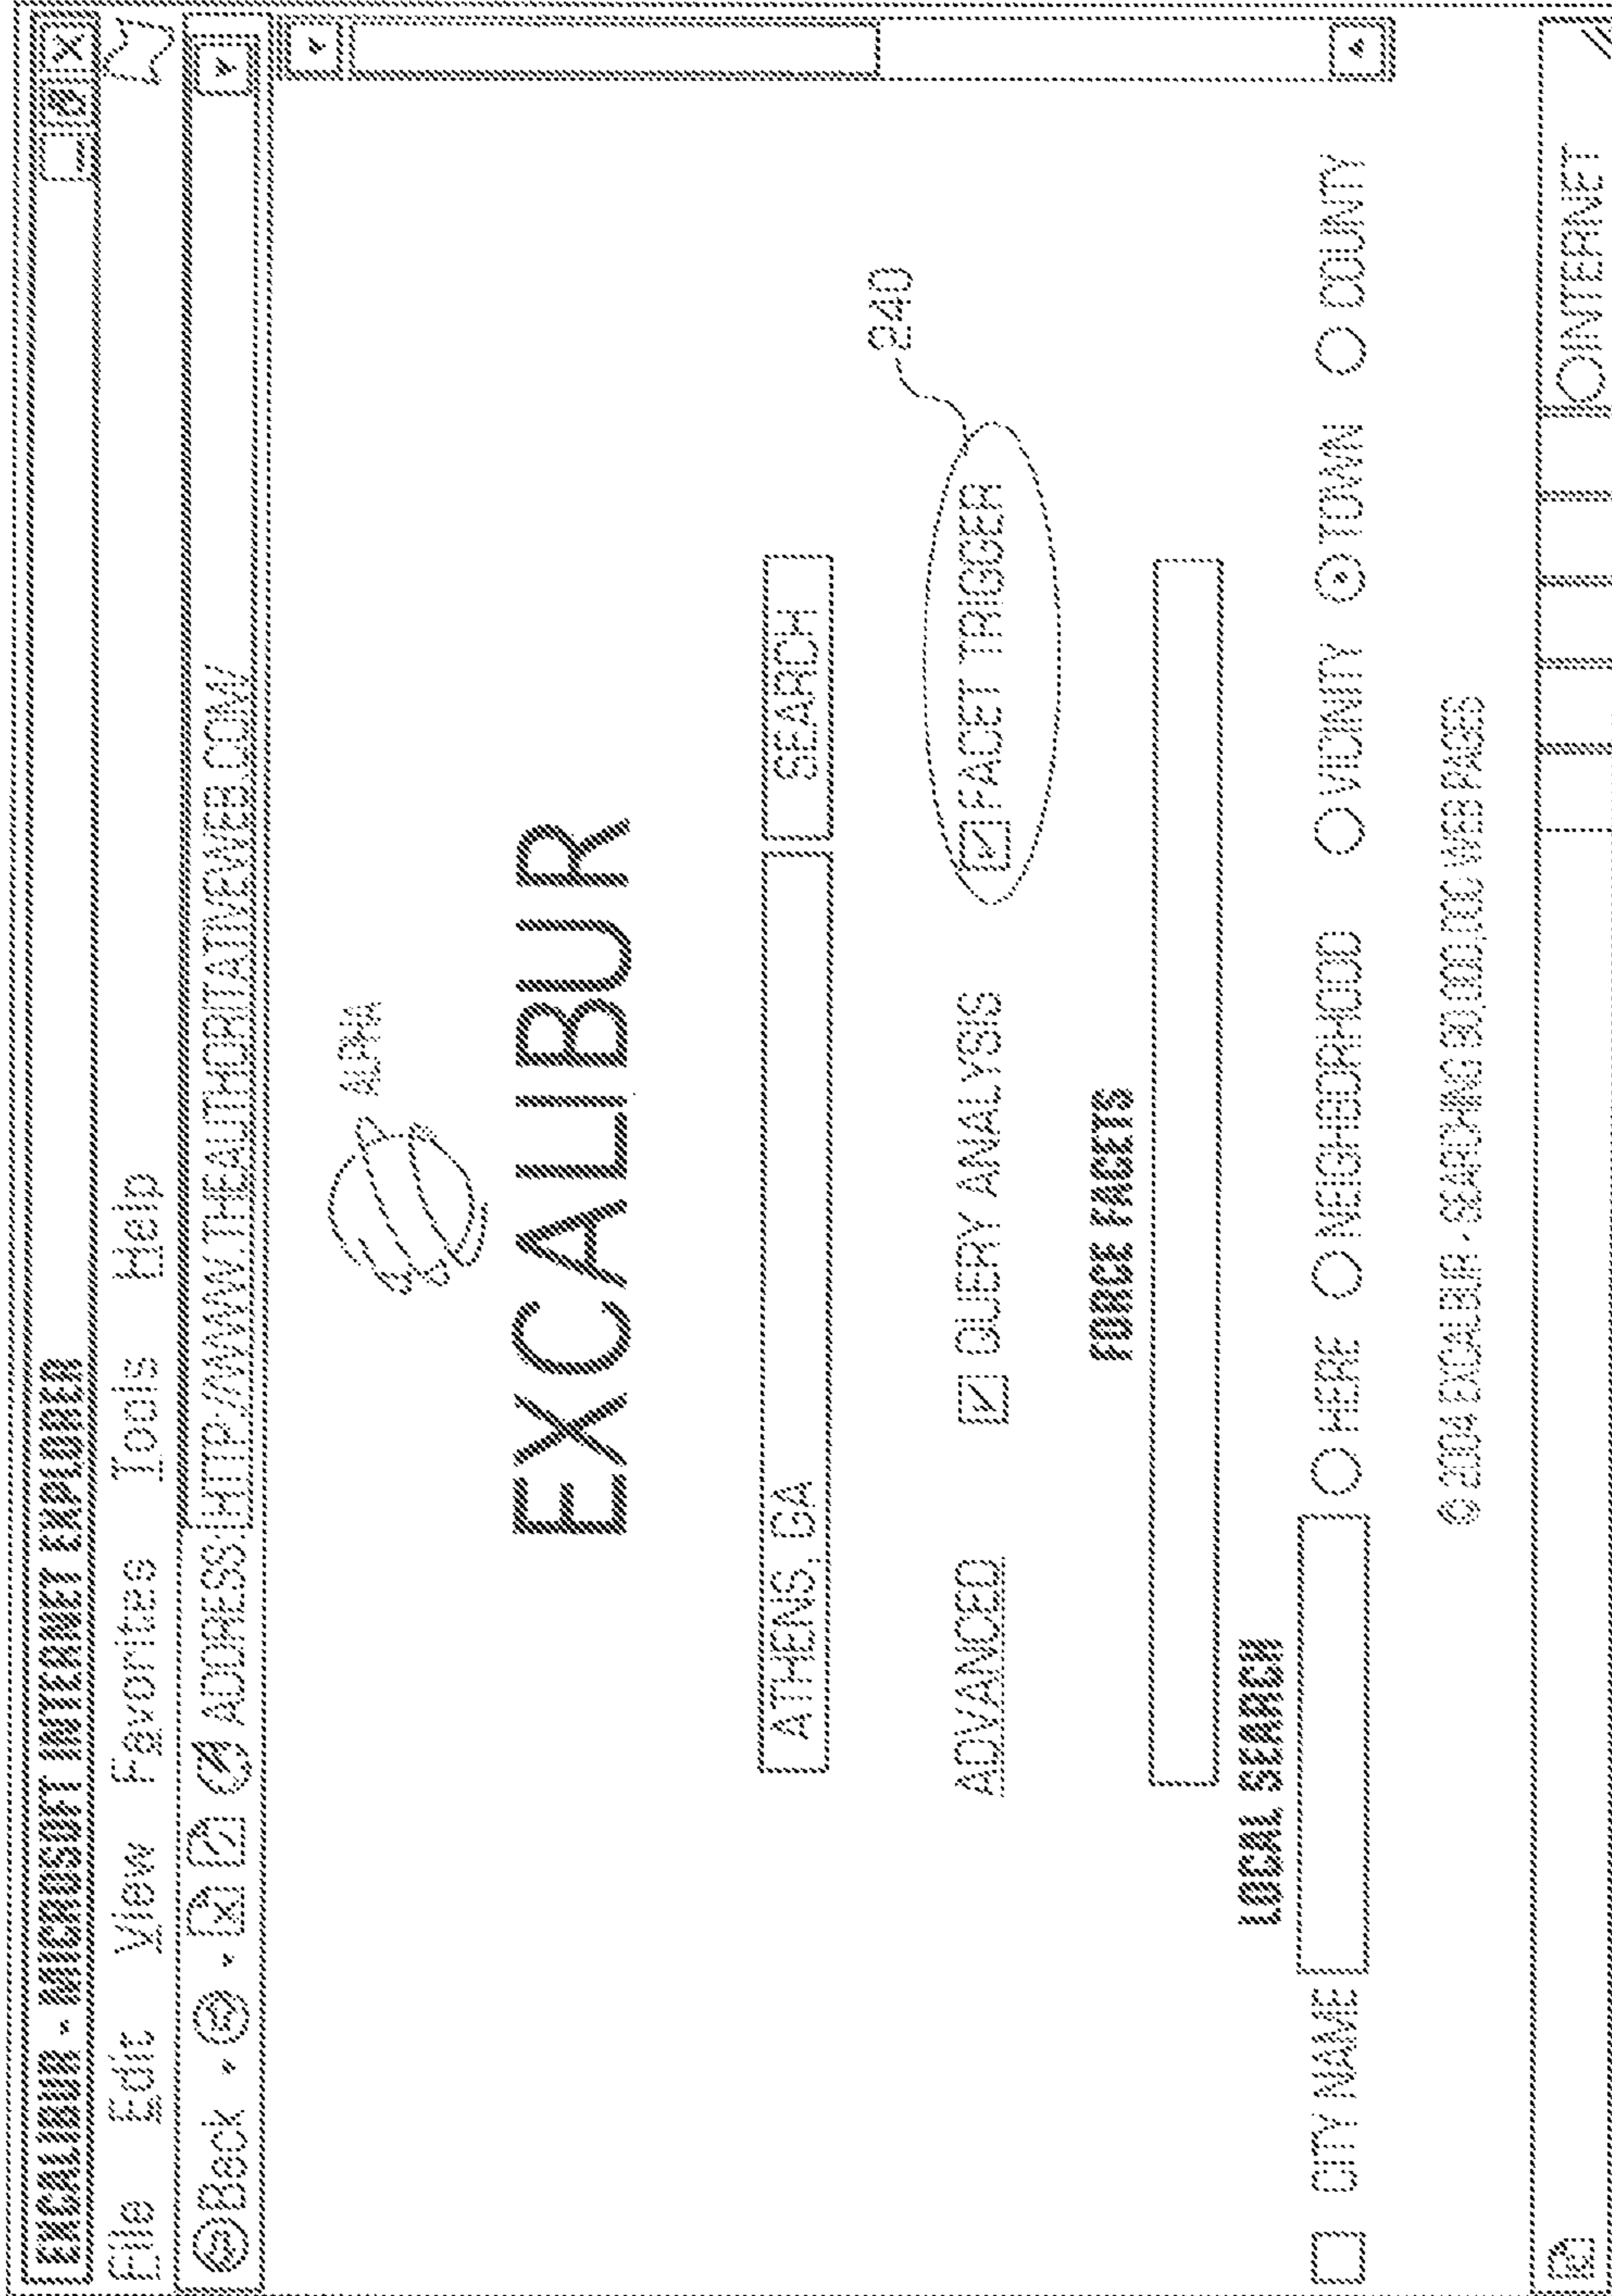 EXCALIBUR - MICROSOFT INTERNET EXPLORER
File Edit View Favorites Tools Help
Back ADDRESS HTTP://WWW.THEAUTHORITATIVEWEB.COM/
ALPHA
EXCALIBUR
ATHENS, GA SEARCH
240
ADVANCED QUERY ANALYSIS FACET TRIGGER
FORCE FACETS
LOCAL SEARCH
CITY NAME HERE NEIGHBORHOOD VICINITY TOWN COUNTY
© 2004 EXCALIBUR - SEARCHING 50,000,000 WEB PAGES
INTERNET